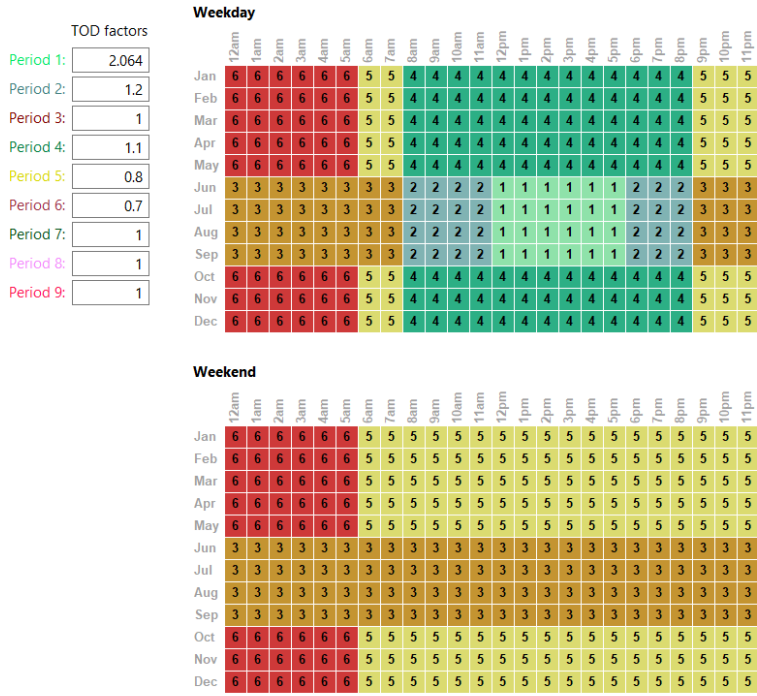 TOD factors
Period 1: 2.064
Period 2: 1.2
Period 3: 1
Period 4: 1.1
Period 5: 0.8
Period 6: 0.7
Period 7: 1
Period 8: 1
Period 9: 1
Weekday
12am 1am 2am 3am 4am 5am 6am 7am 8am 9am 10am 11am 12pm 1pm 2pm 3pm 4pm 5pm 6pm 7pm 8pm 9pm 10pm 11pm
Jan 6 6 6 6 6 6 5 5 4 4 4 4 4 4 4 4 4 4 4 4 4 5 5 5
Feb 6 6 6 6 6 6 5 5 4 4 4 4 4 4 4 4 4 4 4 4 4 5 5 5
Mar 6 6 6 6 6 6 5 5 4 4 4 4 4 4 4 4 4 4 4 4 4 5 5 5
Apr 6 6 6 6 6 6 5 5 4 4 4 4 4 4 4 4 4 4 4 4 4 5 5 5
May 6 6 6 6 6 6 5 5 4 4 4 4 4 4 4 4 4 4 4 4 4 5 5 5
Jun 3 3 3 3 3 3 3 3 2 2 2 2 1 1 1 1 1 1 2 2 2 3 3 3
Jul 3 3 3 3 3 3 3 3 2 2 2 2 1 1 1 1 1 1 2 2 2 3 3 3
Aug 3 3 3 3 3 3 3 3 2 2 2 2 1 1 1 1 1 1 2 2 2 3 3 3
Sep 3 3 3 3 3 3 3 3 2 2 2 2 1 1 1 1 1 1 2 2 2 3 3 3
Oct 6 6 6 6 6 6 5 5 4 4 4 4 4 4 4 4 4 4 4 4 4 5 5 5
Nov 6 6 6 6 6 6 5 5 4 4 4 4 4 4 4 4 4 4 4 4 4 5 5 5
Dec 6 6 6 6 6 6 5 5 4 4 4 4 4 4 4 4 4 4 4 4 4 5 5 5
Weekend
12am 1am 2am 3am 4am 5am 6am 7am 8am 9am 10am 11am 12pm 1pm 2pm 3pm 4pm 5pm 6pm 7pm 8pm 9pm 10pm 11pm
Jan 6 6 6 6 6 6 5 5 5 5 5 5 5 5 5 5 5 5 5 5 5 5 5 5
Feb 6 6 6 6 6 6 5 5 5 5 5 5 5 5 5 5 5 5 5 5 5 5 5 5
Mar 6 6 6 6 6 6 5 5 5 5 5 5 5 5 5 5 5 5 5 5 5 5 5 5
Apr 6 6 6 6 6 6 5 5 5 5 5 5 5 5 5 5 5 5 5 5 5 5 5 5
May 6 6 6 6 6 6 5 5 5 5 5 5 5 5 5 5 5 5 5 5 5 5 5 5
Jun 3 3 3 3 3 3 3 3 3 3 3 3 3 3 3 3 3 3 3 3 3 3 3 3
Jul 3 3 3 3 3 3 3 3 3 3 3 3 3 3 3 3 3 3 3 3 3 3 3 3
Aug 3 3 3 3 3 3 3 3 3 3 3 3 3 3 3 3 3 3 3 3 3 3 3 3
Sep 3 3 3 3 3 3 3 3 3 3 3 3 3 3 3 3 3 3 3 3 3 3 3 3
Oct 6 6 6 6 6 6 5 5 5 5 5 5 5 5 5 5 5 5 5 5 5 5 5 5
Nov 6 6 6 6 6 6 5 5 5 5 5 5 5 5 5 5 5 5 5 5 5 5 5 5
Dec 6 6 6 6 6 6 5 5 5 5 5 5 5 5 5 5 5 5 5 5 5 5 5 5